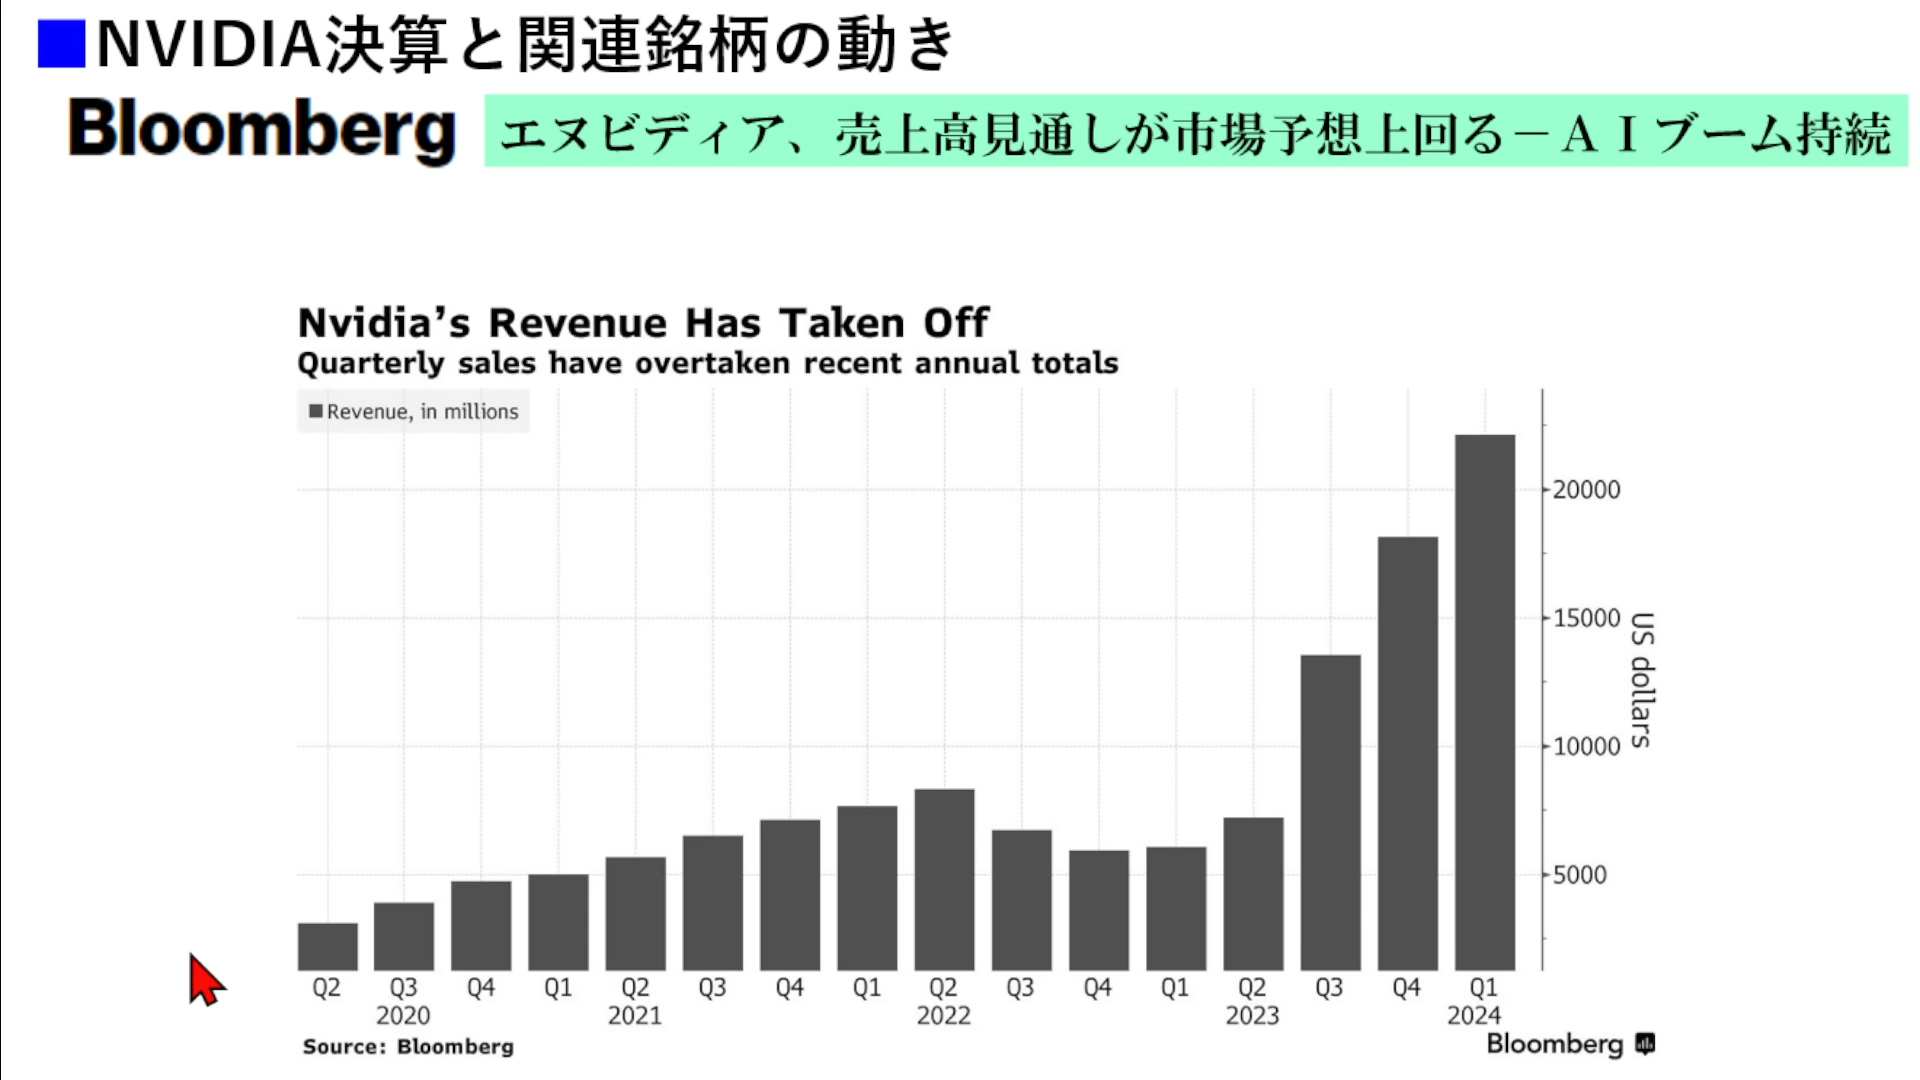 ■NVIDIA決算と関連銘柄の動き
Bloomberg エヌビディア、売上高見通しが市場予想上回る－ＡＩブーム持続
Nvidia’s Revenue Has Taken Off
Quarterly sales have overtaken recent annual totals
Revenue, in millions
20000
15000
10000
5000
US dollars
Q2 Q3 Q4 Q1 Q2 Q3 Q4 Q1 Q2 Q3 Q4 Q1 Q2 Q3 Q4 Q1
2020 2021 2022 2023 2024
Source: Bloomberg
Bloomberg